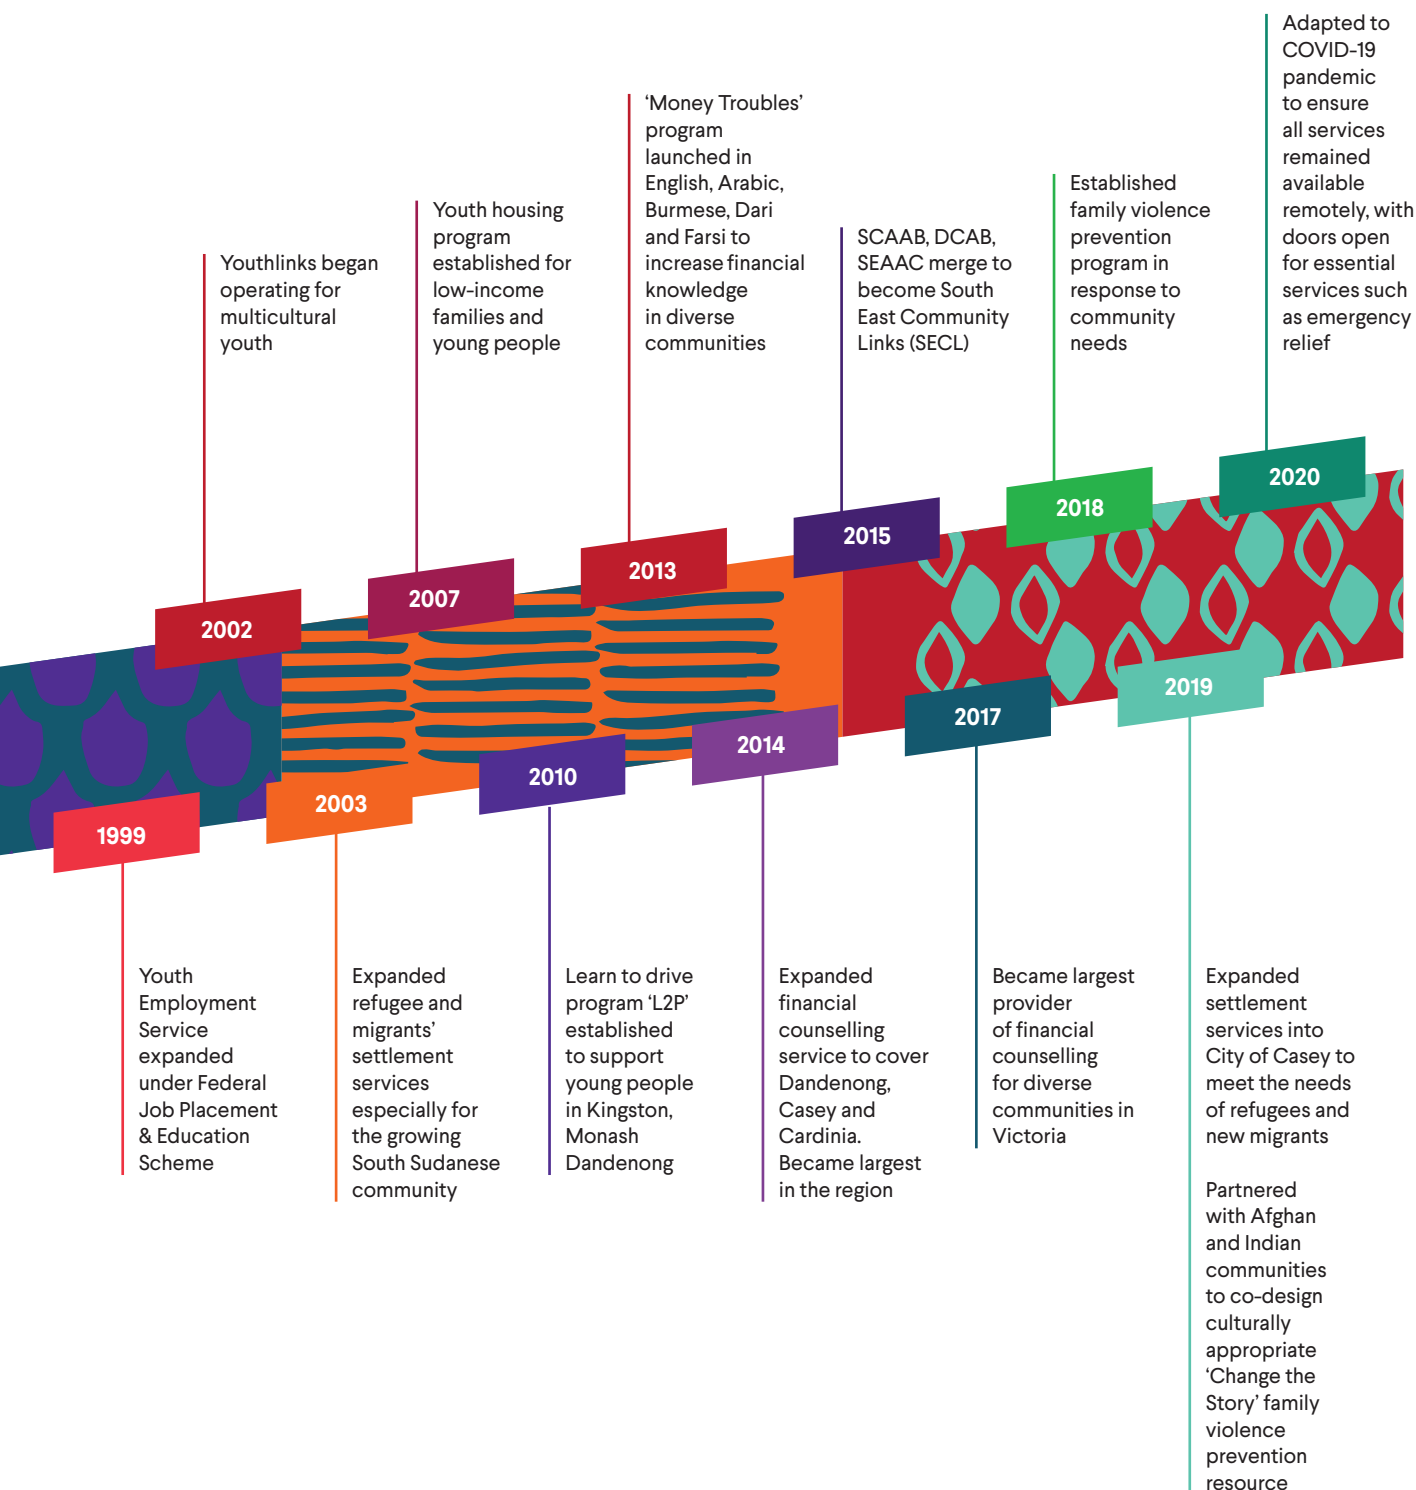 1999
Youth
Employment
Service
expanded
under Federal
Job Placement
& Education
Scheme
2002
Youthlinks began
operating for
multicultural
youth
2003
Expanded
refugee and
migrants’
settlement
services
especially for
the growing
South Sudanese
community
2007
Youth housing
program
established for
low-income
families and
young people
2010
Learn to drive
program ‘L2P’
established
to support
young people
in Kingston,
Monash
Dandenong
2013
‘Money Troubles’
program
launched in
English, Arabic,
Burmese, Dari
and Farsi to
increase financial
knowledge
in diverse
communities
2014
Expanded
financial
counselling
service to cover
Dandenong,
Casey and
Cardinia.
Became largest
in the region
2015
SCAAB, DCAB,
SEAAC merge to
become South
East Community
Links (SECL)
2017
Became largest
provider
of financial
counselling
for diverse
communities in
Victoria
2018
Established
family violence
prevention
program in
response to
community
needs
2019
Expanded
settlement
services into
City of Casey to
meet the needs
of refugees and
new migrants
Partnered
with Afghan
and Indian
communities
to co-design
culturally
appropriate
‘Change the
Story’ family
violence
prevention
resource
2020
Adapted to
COVID-19
pandemic
to ensure
all services
remained
available
remotely, with
doors open
for essential
services such
as emergency
relief